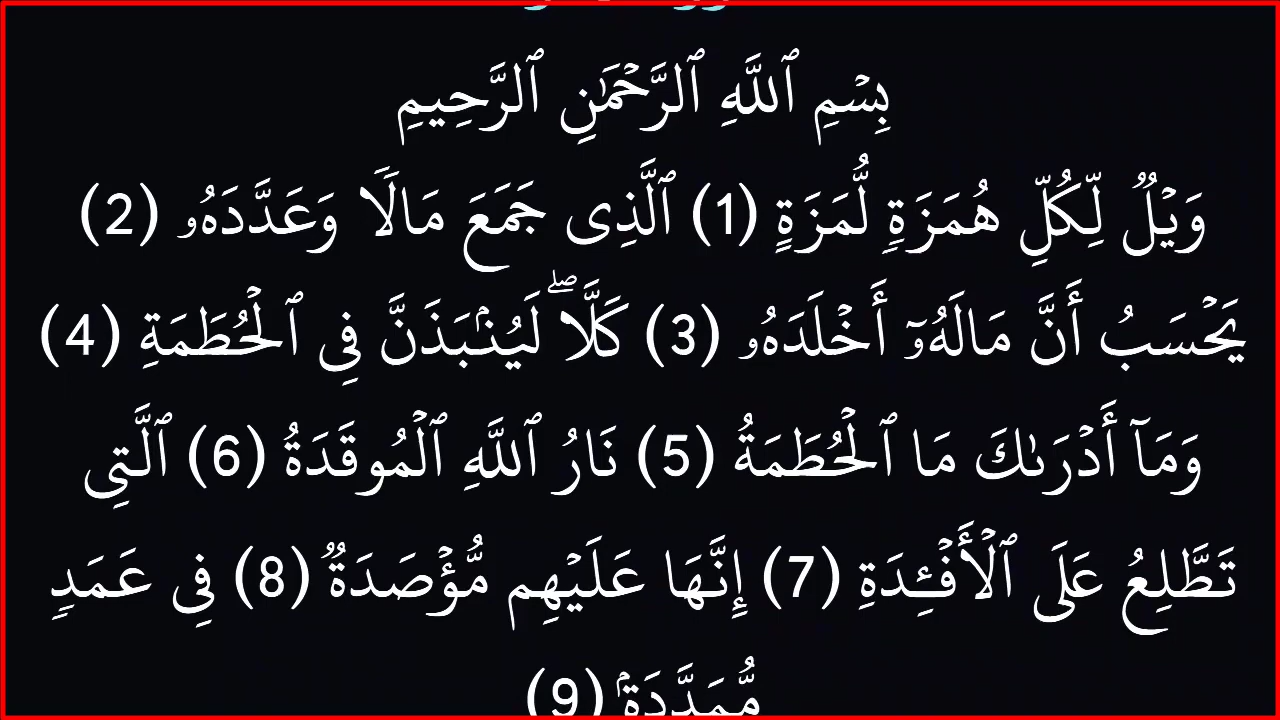 بِسۡمِ ٱللَّهِ ٱلرَّحۡمَٰنِ ٱلرَّحِيمِ
وَيۡلٞ لِّكُلِّ هُمَزَةٖ لُّمَزَةٍ (1) ٱلَّذِى جَمَعَ مَالٗا وَعَدَّدَهُۥ (2)
يَحۡسَبُ أَنَّ مَالَهُۥٓ أَخۡلَدَهُۥ (3) كَلَّاۖ لَيُنۢبَذَنَّ فِى ٱلۡحُطَمَةِ (4)
وَمَآ أَدۡرَىٰكَ مَا ٱلۡحُطَمَةُ (5) نَارُ ٱللَّهِ ٱلۡمُوقَدَةُ (6) ٱلَّتِى
تَطَّلِعُ عَلَى ٱلۡأَفۡـِٔدَةِ (7) إِنَّهَا عَلَيۡهِم مُّؤۡصَدَةٞ (8) فِى عَمَدٖ
مُّمَدَّدَةِۭ (9)